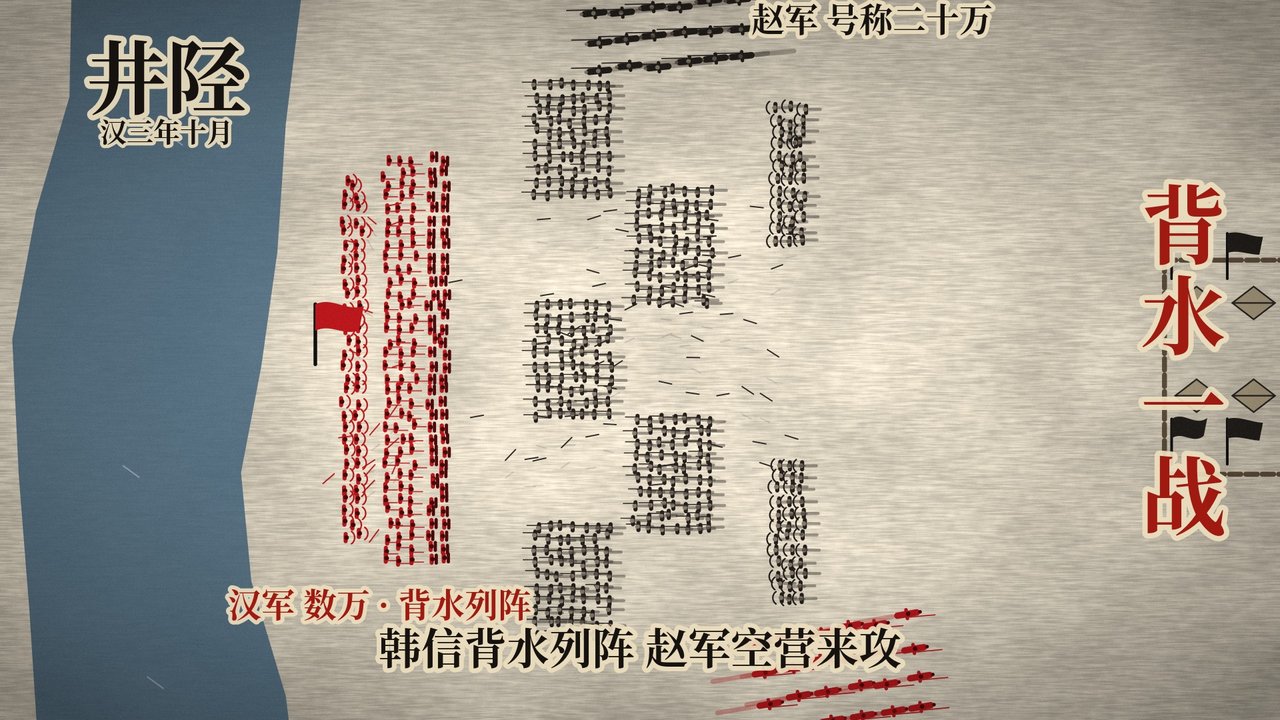 赵军 号称二十万
井陉
汉三年十月
背水一战
汉军 数万·背水列阵
韩信背水列阵 赵军空营来攻